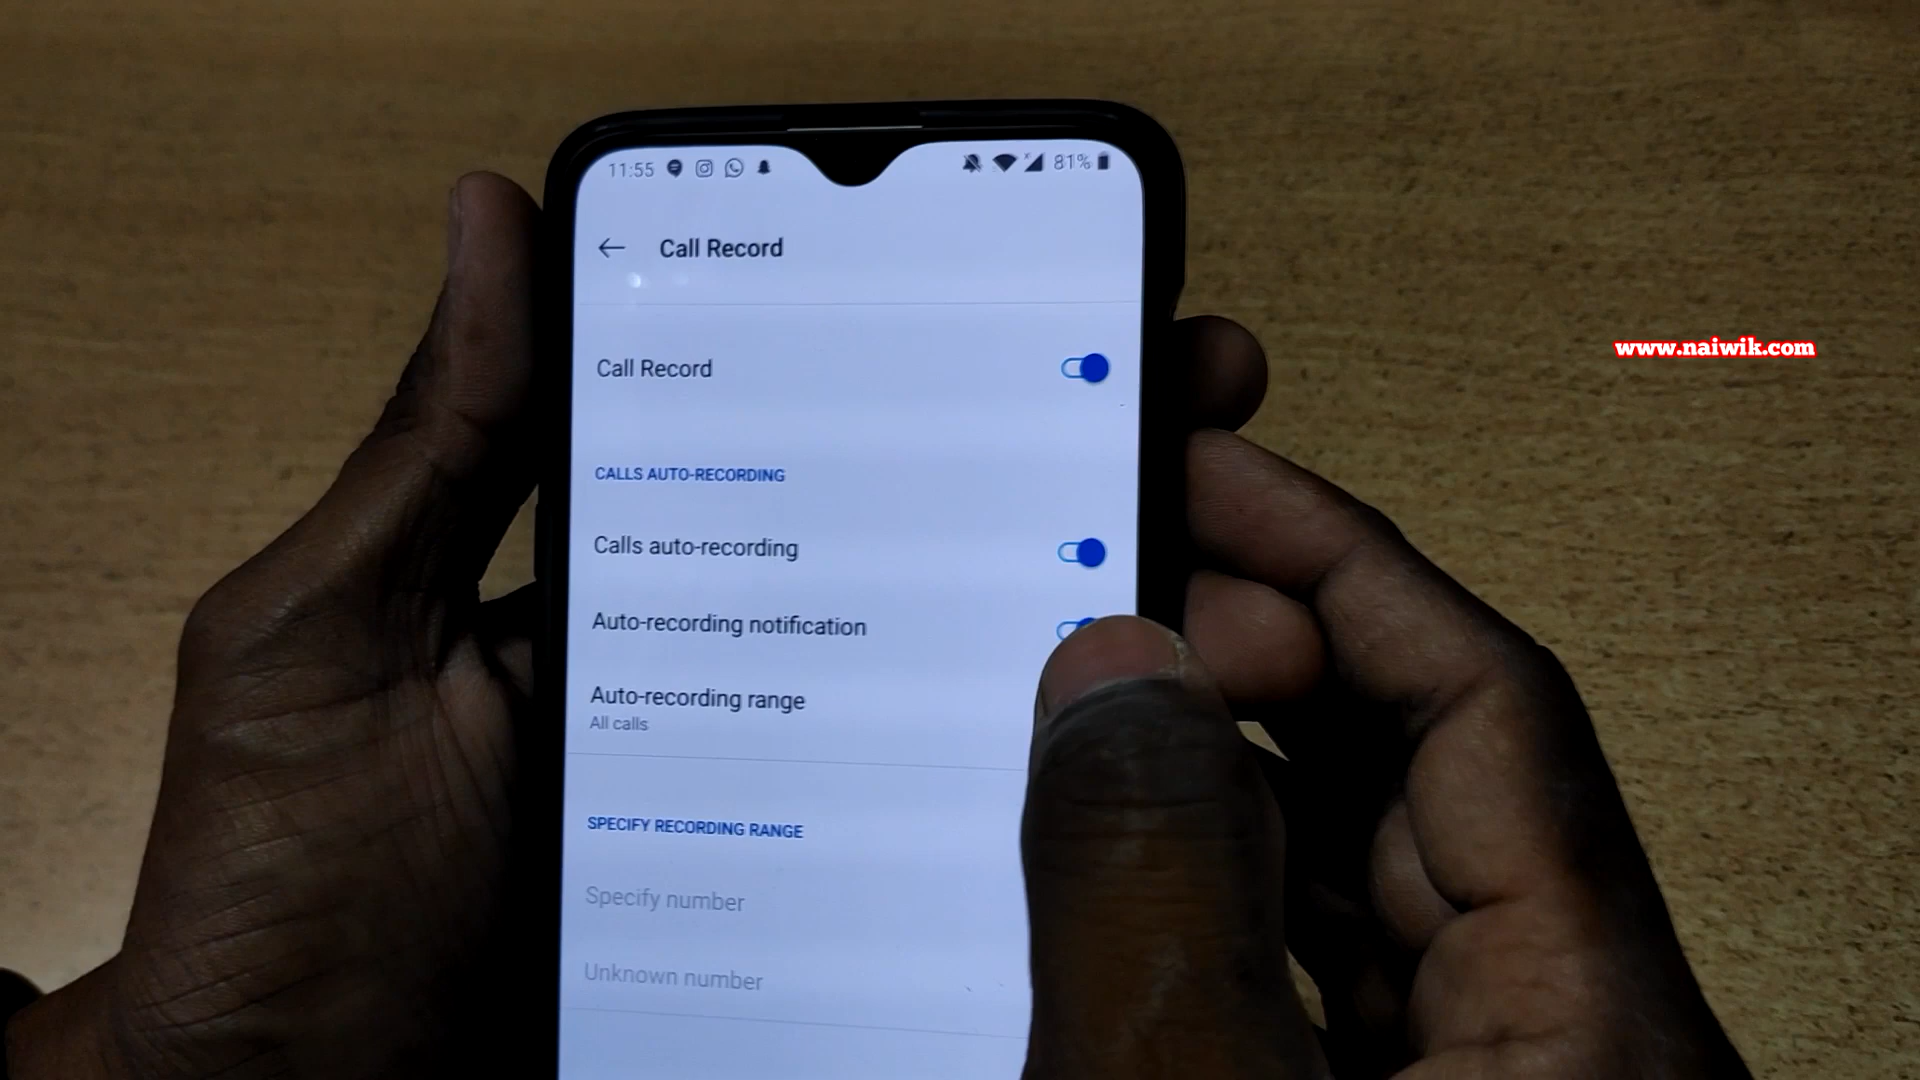 11:55
81%
Call Record
Call Record
www.naiwik.com
CALLS AUTO-RECORDING
Calls auto-recording
Auto-recording notification
Auto-recording range
All calls
SPECIFY RECORDING RANGE
Specify number
Unknown number